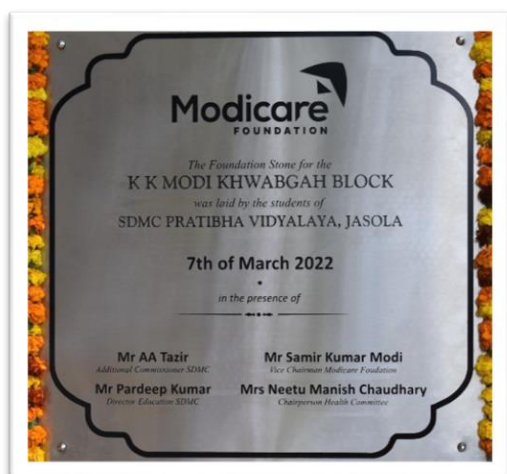 Modicare
FOUNDATION
The Foundation Stone for the
K K MODI KHWABGAH BLOCK
was laid by the students of
SDMC PRATIBHA VIDYALAYA, JASOLA
7th of March 2022
in the presence of
Mr AA Tazir Mr Samir Kumar Modi
Additional Commissioner SDMC Vice Chairman Modicare Foudation
Mr Pardeep Kumar Mrs Neetu Manish Chaudhary
Director Education SDMC Chairperson Health Committee